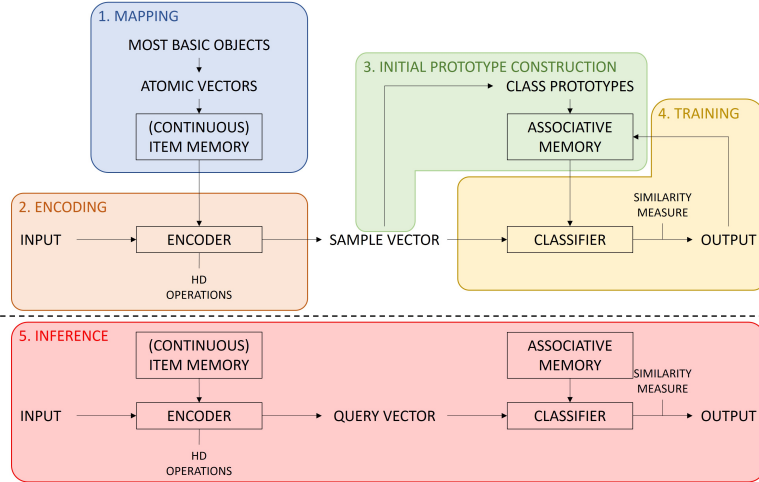 1. MAPPING
MOST BASIC OBJECTS
ATOMIC VECTORS
(CONTINUOUS)
ITEM MEMORY
3. INITIAL PROTOTYPE CONSTRUCTION
CLASS PROTOTYPES
ASSOCIATIVE
MEMORY
4. TRAINING
2. ENCODING
INPUT
ENCODER
HD
OPERATIONS
SAMPLE VECTOR
CLASSIFIER
SIMILARITY
MEASURE
OUTPUT
5. INFERENCE
(CONTINUOUS)
ITEM MEMORY
ASSOCIATIVE
MEMORY
INPUT
ENCODER
HD
OPERATIONS
QUERY VECTOR
CLASSIFIER
SIMILARITY
MEASURE
OUTPUT